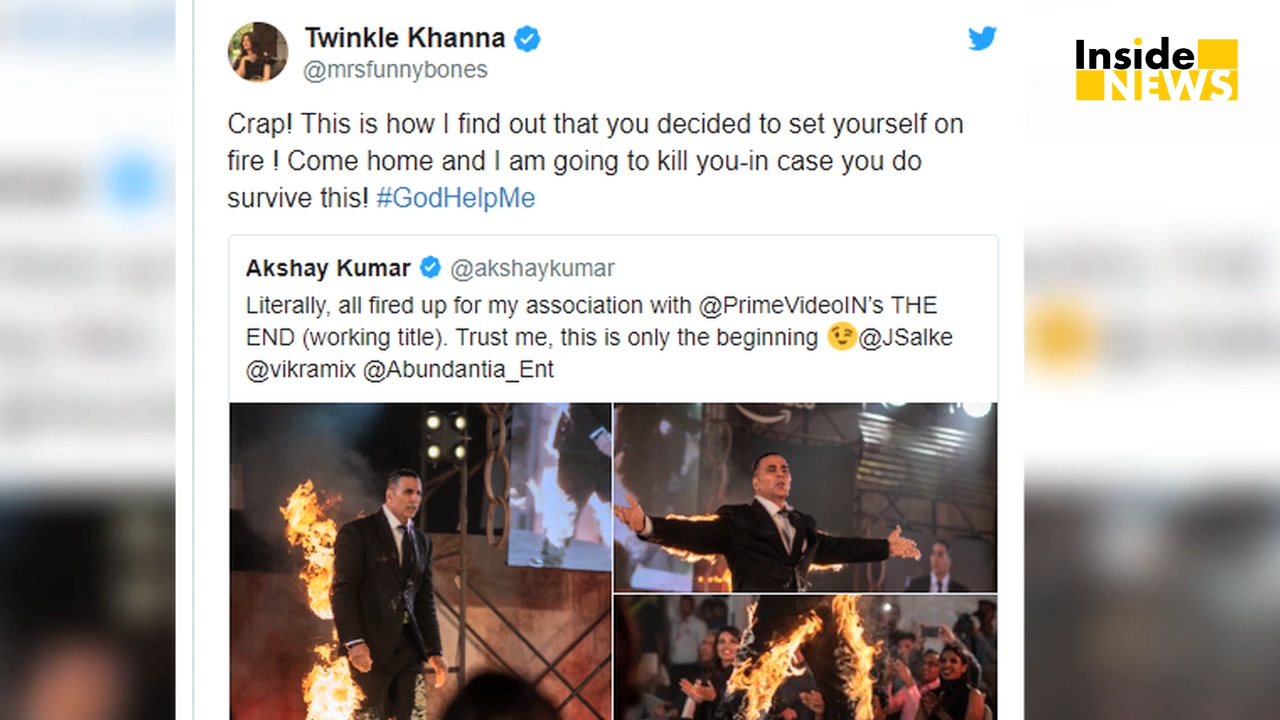 Twinkle Khanna
@mrsfunnybones
Inside
NEWS
Crap! This is how I find out that you decided to set yourself on
fire ! Come home and I am going to kill you-in case you do
survive this! #GodHelpMe
Akshay Kumar @akshaykumar
Literally, all fired up for my association with @PrimeVideoIN's THE
END (working title). Trust me, this is only the beginning 😉@JSalke
@vikramix @Abundantia_Ent